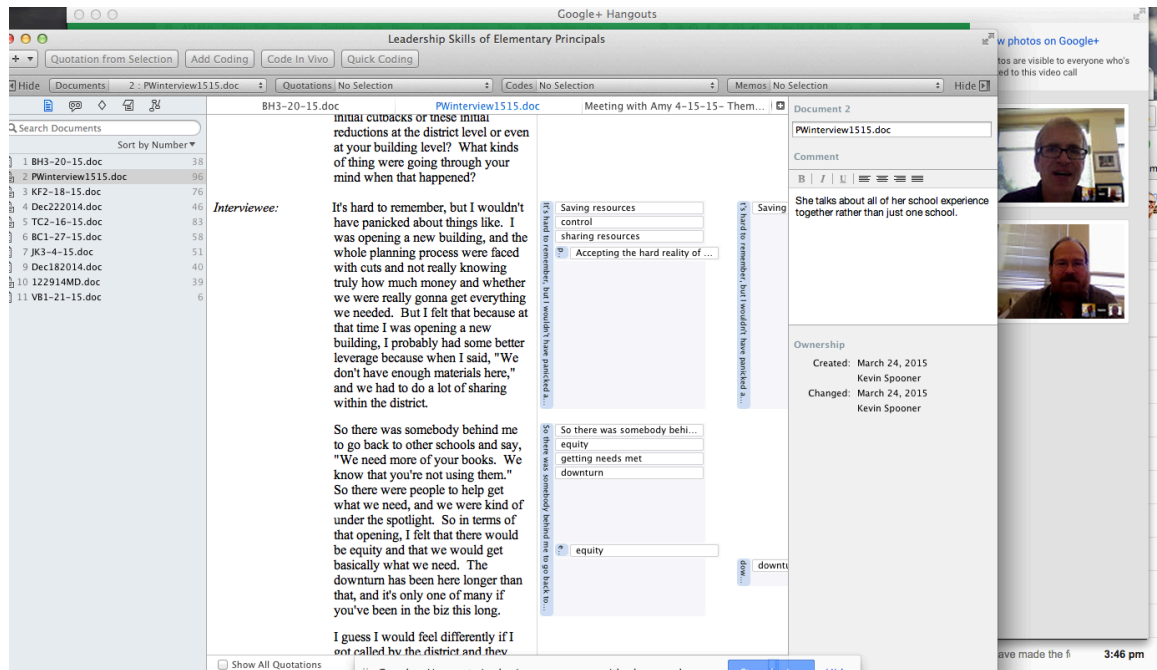 Google+ Hangouts
Leadership Skills of Elementary Principals
Quotation from Selection
Add Coding
Code In Vivo
Quick Coding
Hide
Documents
2 : PWinterview1515.doc
Quotations
No Selection
Codes
No Selection
Memos
No Selection
Hide
Search Documents
Sort by Number
1 BH3-20-15.doc 38
2 PWinterview1515.doc 96
3 KF2-18-15.doc 76
4 Dec222014.doc 46
5 TC2-16-15.doc 83
6 BC1-27-15.doc 58
7 JK3-4-15.doc 51
9 Dec182014.doc 40
10 122914MD.doc 39
11 VB1-21-15.doc 6
BH3-20-15.doc
PWinterview1515.doc
Meeting with Amy 4-15-15- Them...
initial cutbacks or these initial
reductions at the district level or even
at your building level? What kinds
of thing were going through your
mind when that happened?
Interviewee:
It's hard to remember, but I wouldn't
have panicked about things like. I
was opening a new building, and the
whole planning process were faced
with cuts and not really knowing
truly how much money and whether
we were really gonna get everything
we needed. But I felt that because at
that time I was opening a new
building, I probably had some better
leverage because when I said, "We
don't have enough materials here,"
and we had to do a lot of sharing
within the district.
So there was somebody behind me
to go back to other schools and say,
"We need more of your books. We
know that you're not using them."
So there were people to help get
what we need, and we were kind of
under the spotlight. So in terms of
that opening, I felt that there would
be equity and that we would get
basically what we need. The
downturn has been here longer than
that, and it's only one of many if
you've been in the biz this long.
I guess I would feel differently if I
got called by the district and they
Show All Quotations
It's hard to remember, but I wouldn't have panicked a...
Saving resources
control
sharing resources
p.
Accepting the hard reality of ...
t's hard to remember, but I wouldn't have panicked a...
Saving
So there was somebody behind me to go back to...
So there was somebody behi...
equity
getting needs met
downturn
e.
equity
dow...
downtu
Document 2
PWinterview1515.doc
Comment
B I U
She talks about all of her school experience
together rather than just one school.
Ownership
Created: March 24, 2015
Kevin Spooner
Changed: March 24, 2015
Kevin Spooner
w photos on Google+
tos are visible to everyone who's
ed to this video call
ave made the f
3:46 pm